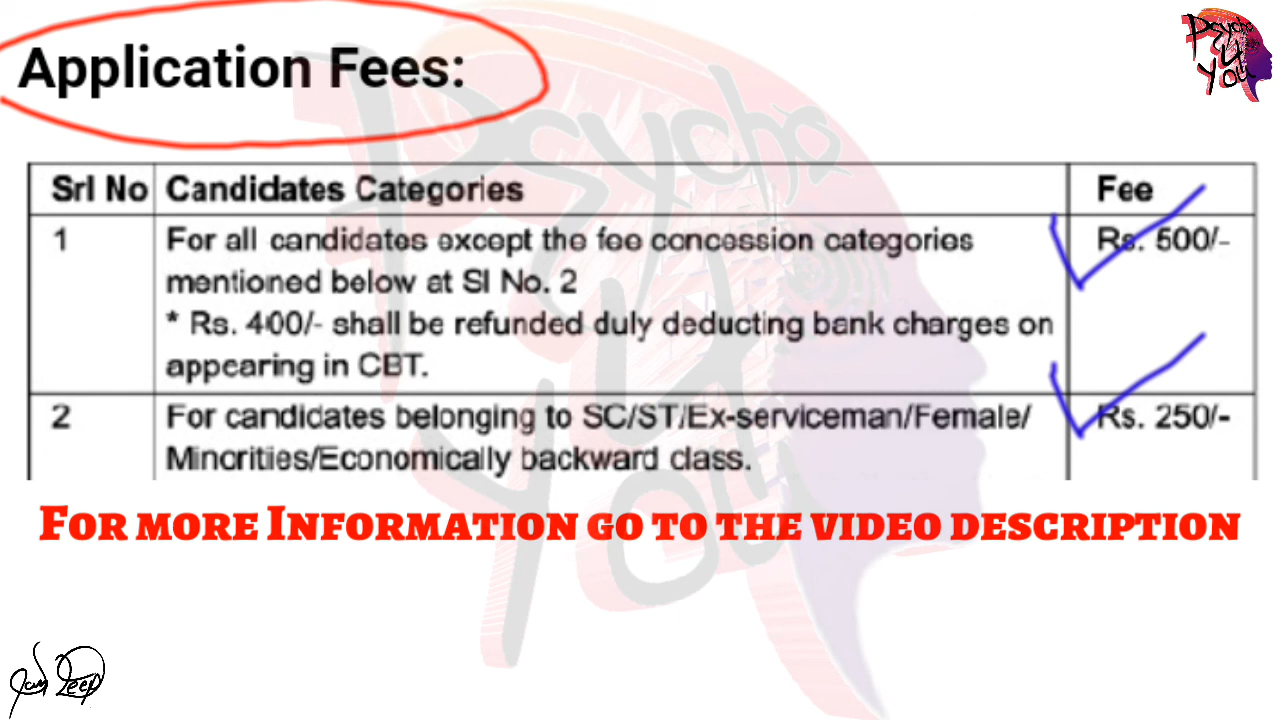 Psycho
4
You
Application Fees:
Srl No Candidates Categories Fee
1 For all candidates except the fee concession categories Rs. 500/-
mentioned below at Sl No. 2
* Rs. 400/- shall be refunded duly deducting bank charges on
appearing in CBT.
2 For candidates belonging to SC/ST/Ex-serviceman/Female/ Rs. 250/-
Minorities/Economically backward class.
For more Information go to the video description